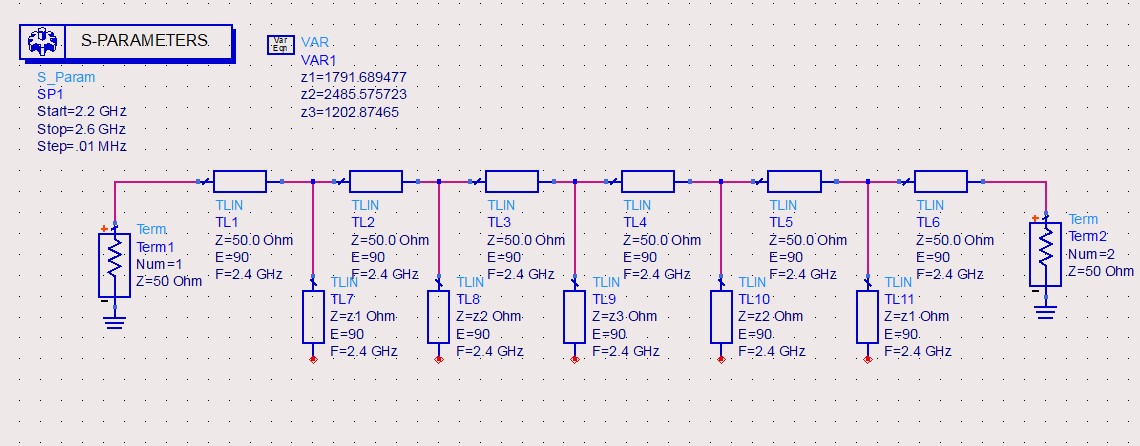 S-PARAMETERS
S_Param
SP1
Start=2.2 GHz
Stop=2.6 GHz
Step=.01 MHz
Var
Eqn
VAR
VAR1
z1=1791.689477
z2=2485.575723
z3=1202.87465
TLIN
TL1
Z=50.0 Ohm
E=90
F=2.4 GHz
TLIN
TL2
Z=50.0 Ohm
E=90
F=2.4 GHz
TLIN
TL3
Z=50.0 Ohm
E=90
F=2.4 GHz
TLIN
TL4
Z=50.0 Ohm
E=90
F=2.4 GHz
TLIN
TL5
Z=50.0 Ohm
E=90
F=2.4 GHz
TLIN
TL6
Z=50.0 Ohm
E=90
F=2.4 GHz
+
Term
Term1
Num=1
Z=50 Ohm
-
+
Term
Term2
Num=2
Z=50 Ohm
-
TLIN
TL7
Z=z1 Ohm
E=90
F=2.4 GHz
TLIN
TL8
Z=z2 Ohm
E=90
F=2.4 GHz
TLIN
TL9
Z=z3 Ohm
E=90
F=2.4 GHz
TLIN
TL10
Z=z2 Ohm
E=90
F=2.4 GHz
TLIN
TL11
Z=z1 Ohm
E=90
F=2.4 GHz